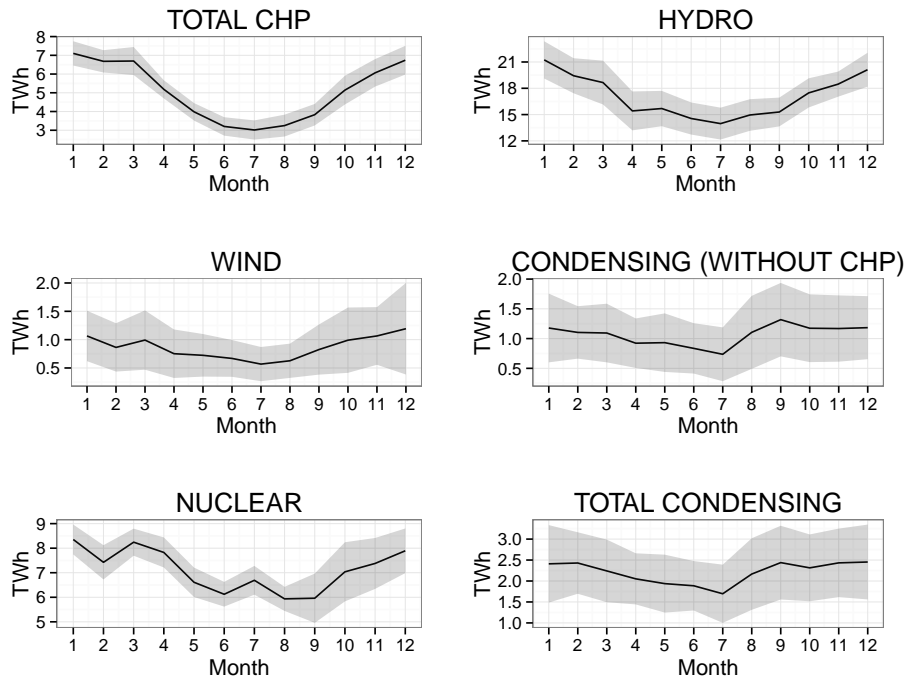 TOTAL CHP
TWh
8
7
6
5
4
3
1 2 3 4 5 6 7 8 9 10 11 12
Month
HYDRO
TWh
21
18
15
12
1 2 3 4 5 6 7 8 9 10 11 12
Month
WIND
TWh
2.0
1.5
1.0
0.5
1 2 3 4 5 6 7 8 9 10 11 12
Month
CONDENSING (WITHOUT CHP)
TWh
2.0
1.5
1.0
0.5
1 2 3 4 5 6 7 8 9 10 11 12
Month
NUCLEAR
TWh
9
8
7
6
5
1 2 3 4 5 6 7 8 9 10 11 12
Month
TOTAL CONDENSING
TWh
3.0
2.5
2.0
1.5
1.0
1 2 3 4 5 6 7 8 9 10 11 12
Month